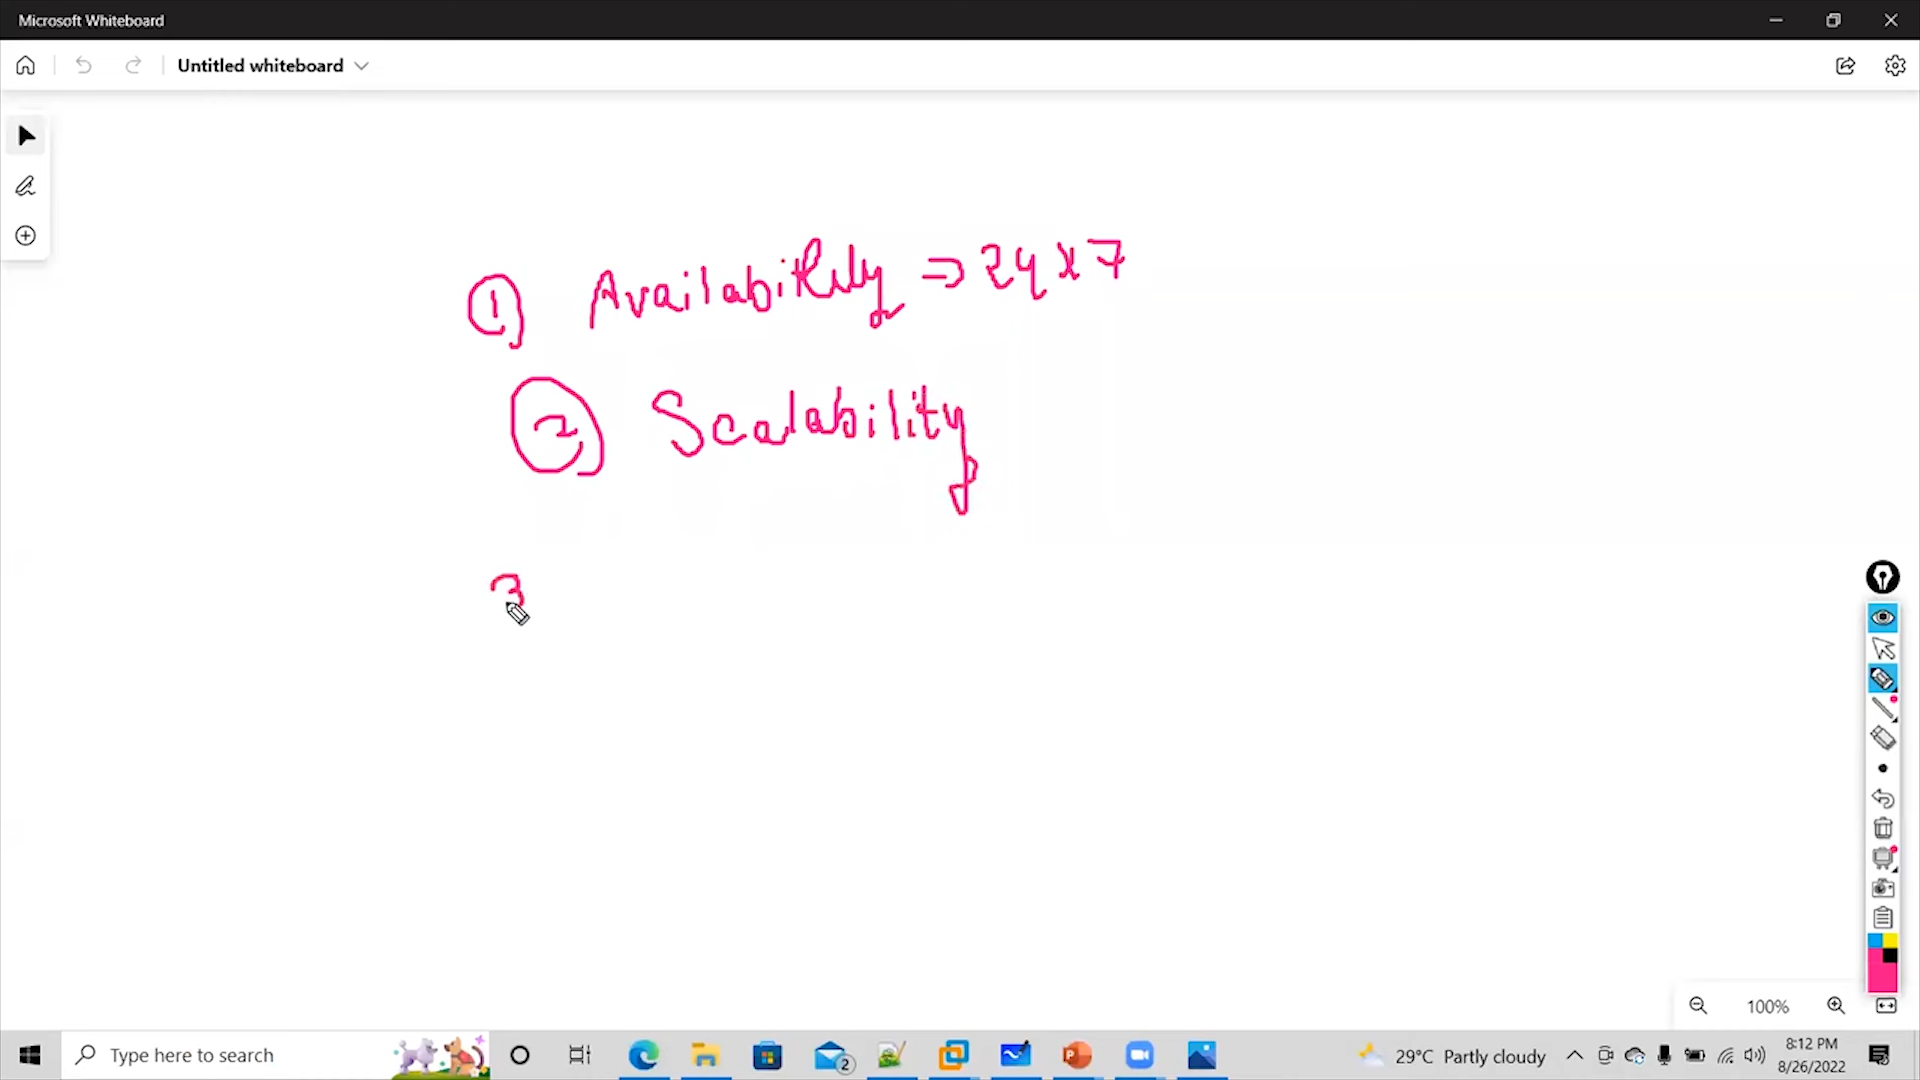 Microsoft Whiteboard
Untitled whiteboard
① Availability ⇒ 24x7
② Scalability
3
100%
Type here to search
2
29°C Partly cloudy
8:12 PM
8/26/2022